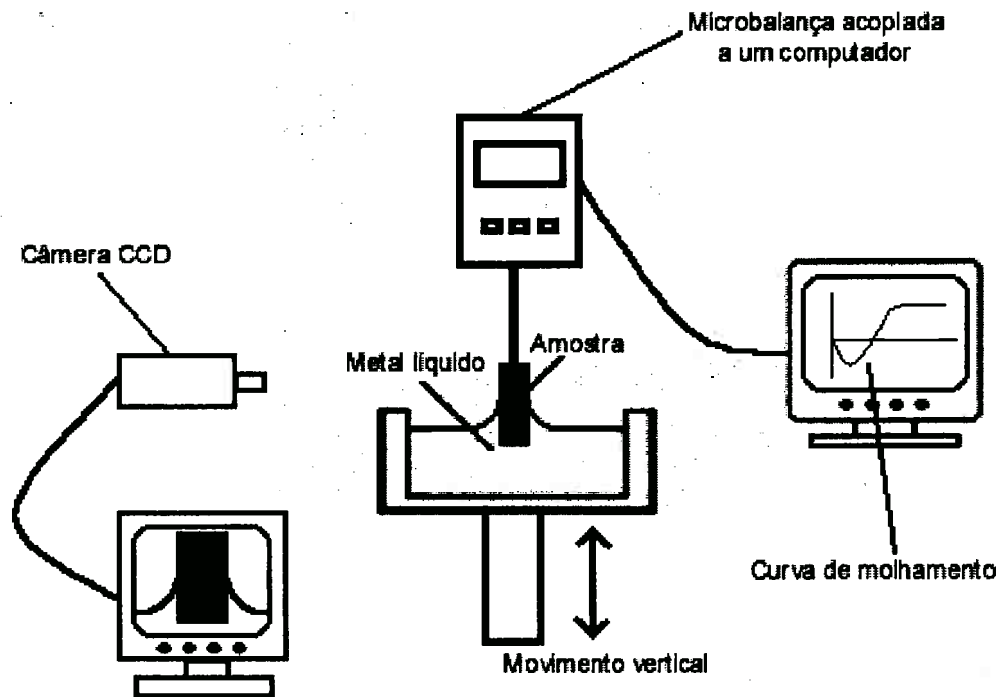 Microbalança acoplada
a um computador
Câmera CCD
Metal líquido
Amostra
Curva de molhamento
Movimento vertical